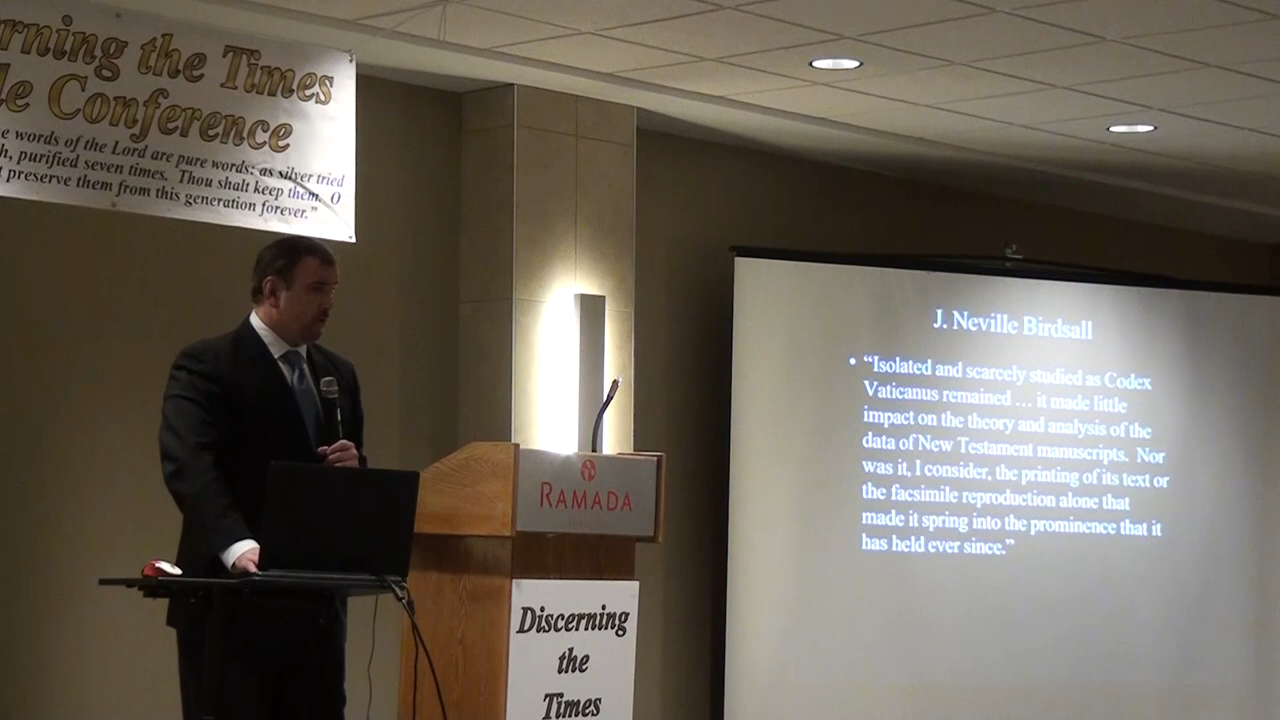 rning the Times
le Conference
e words of the Lord are pure words: as silver tried
h, purified seven times. Thou shalt keep them, O
t preserve them from this generation forever.”
J. Neville Birdsall
• “Isolated and scarcely studied as Codex
Vaticanus remained … it made little
impact on the theory and analysis of the
data of New Testament manuscripts. Nor
was it, I consider, the printing of its text or
the facsimile reproduction alone that
made it spring into the prominence that it
has held ever since.”
RAMADA
Discerning
the
Times